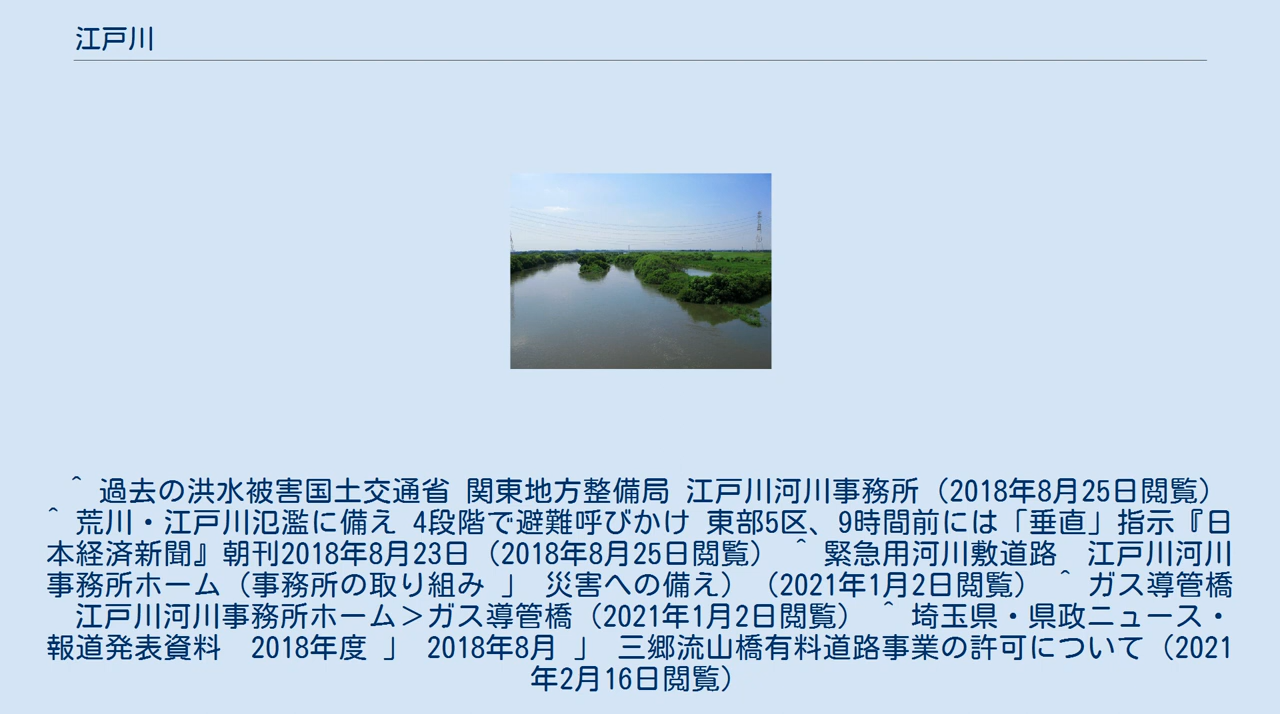 江戸川
＾ 過去の洪水被害国土交通省 関東地方整備局 江戸川河川事務所（2018年8月25日閲覧）
＾ 荒川・江戸川氾濫に備え 4段階で避難呼びかけ 東部5区、9時間前には「垂直」指示『日
本経済新聞』朝刊2018年8月23日（2018年8月25日閲覧） ＾ 緊急用河川敷道路　江戸川河川
事務所ホーム（事務所の取り組み 」 災害への備え）（2021年1月2日閲覧） ＾ ガス導管橋
江戸川河川事務所ホーム＞ガス導管橋（2021年1月2日閲覧） ＾ 埼玉県・県政ニュース・
報道発表資料　2018年度 」 2018年8月 」 三郷流山橋有料道路事業の許可について（2021
年2月16日閲覧）